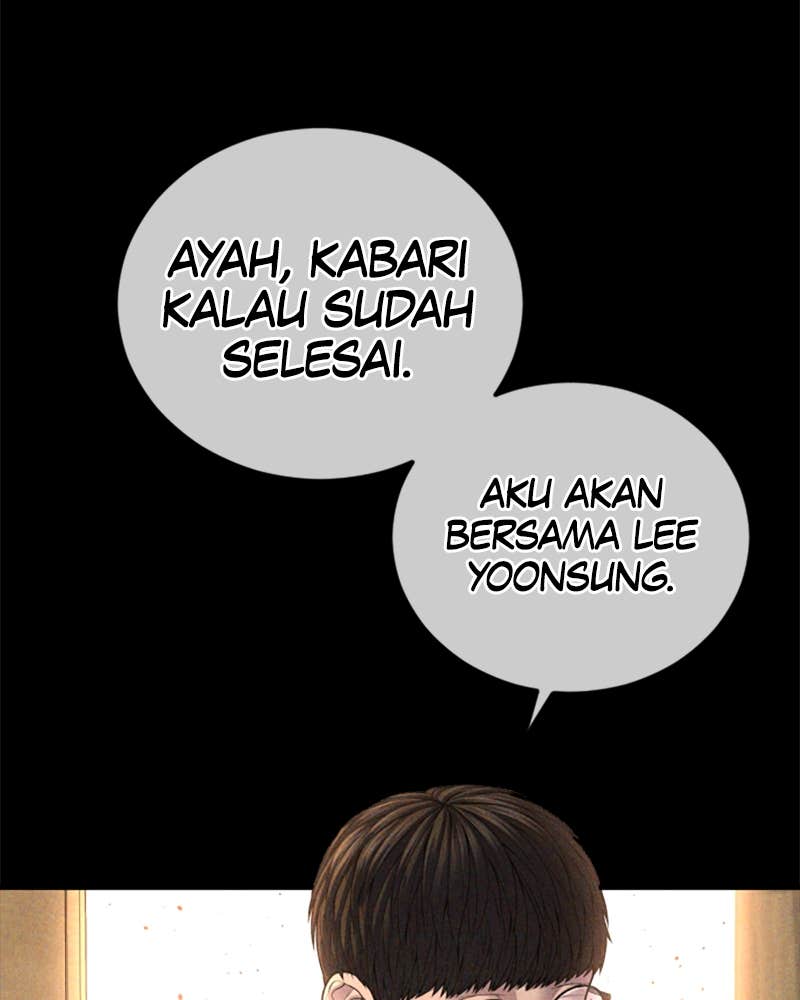 AYAH, KABARI
KALAU SUDAH
SELESAI.
AKU AKAN
BERSAMA LEE
YOONSUNG.